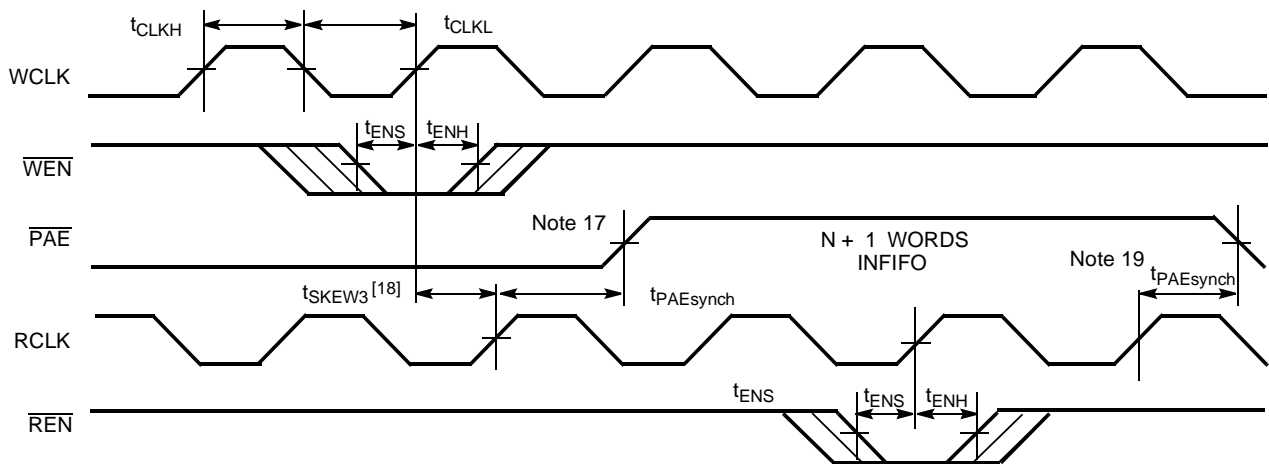 tCLKH
tCLKL
WCLK
tENS
tENH
WEN
Note 17
PAE
N + 1 WORDS
INFIFO
Note 19
tSKEW3 [18]
tPAEsynch
tPAEsynch
RCLK
tENS
tENS
tENH
REN